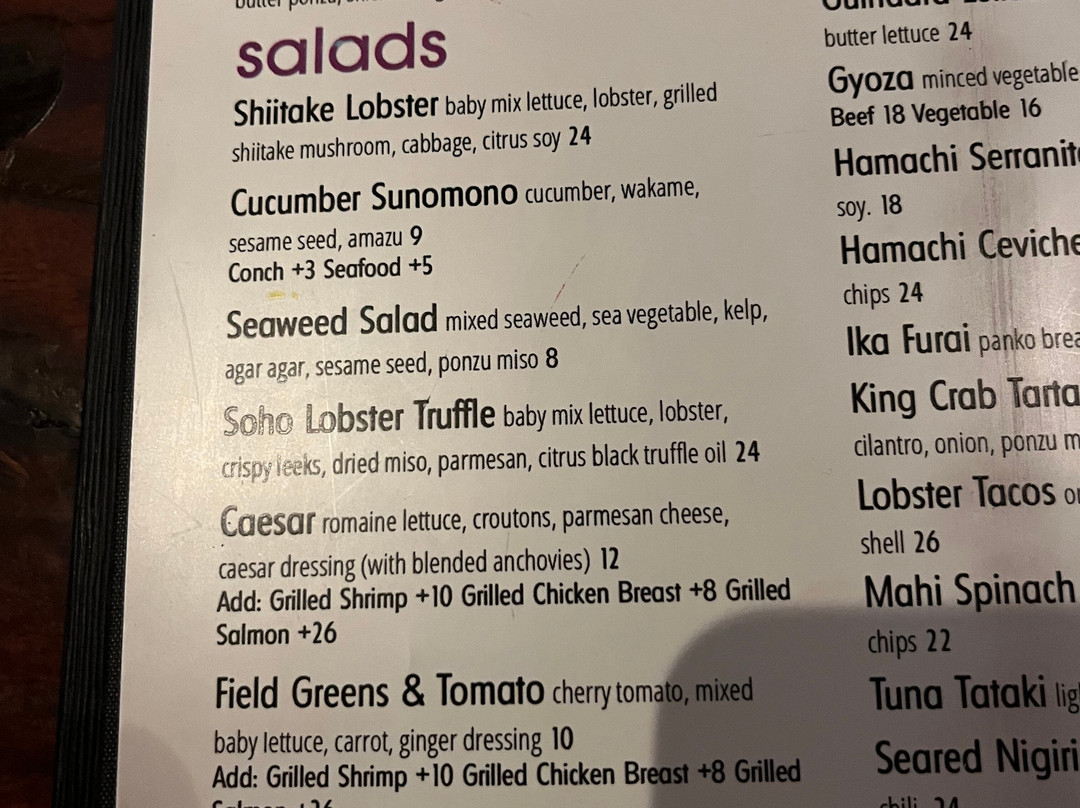 salads
Shiitake Lobster baby mix lettuce, lobster, grilled
shiitake mushroom, cabbage, citrus soy 24
Cucumber Sunomono cucumber, wakame,
sesame seed, amazu 9
Conch +3 Seafood +5
Seaweed Salad mixed seaweed, sea vegetable, kelp,
agar agar, sesame seed, ponzu miso 8
Soho Lobster Truffle baby mix lettuce, lobster,
crispy leeks, dried miso, parmesan, citrus black truffle oil 24
Caesar romaine lettuce, croutons, parmesan cheese,
caesar dressing (with blended anchovies) 12
Add: Grilled Shrimp +10 Grilled Chicken Breast +8 Grilled
Salmon +26
Field Greens & Tomato cherry tomato, mixed
baby lettuce, carrot, ginger dressing 10
Add: Grilled Shrimp +10 Grilled Chicken Breast +8 Grilled
butter lettuce 24
Gyoza minced vegetable
Beef 18 Vegetable 16
Hamachi
soy. 18
Hamachi Ceviche
chips 24
Ika Furai panko
King Crab
cilantro, onion, ponzu
Lobster Tacos
shell 26
Mahi Spinach
chips 22
Tuna Tataki
Seared Nigiri